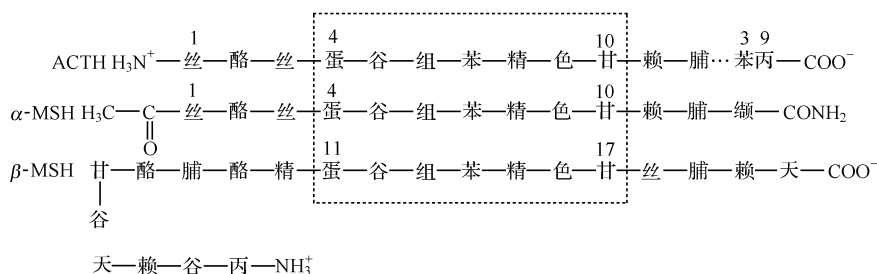 1 4 10 3 9
ACTH H₃N⁺—丝—酪—丝—蛋—谷—组—苯—精—色—甘—赖—脯…苯丙—COO⁻
1 4 10
α-MSH H₃C—C—丝—酪—丝—蛋—谷—组—苯—精—色—甘—赖—脯—缬—CONH₂
O
11 17
β-MSH 甘—酪—脯—酪—精—蛋—谷—组—苯—精—色—甘—丝—脯—赖—天—COO⁻
谷
天—赖—谷—丙—NH₃⁺